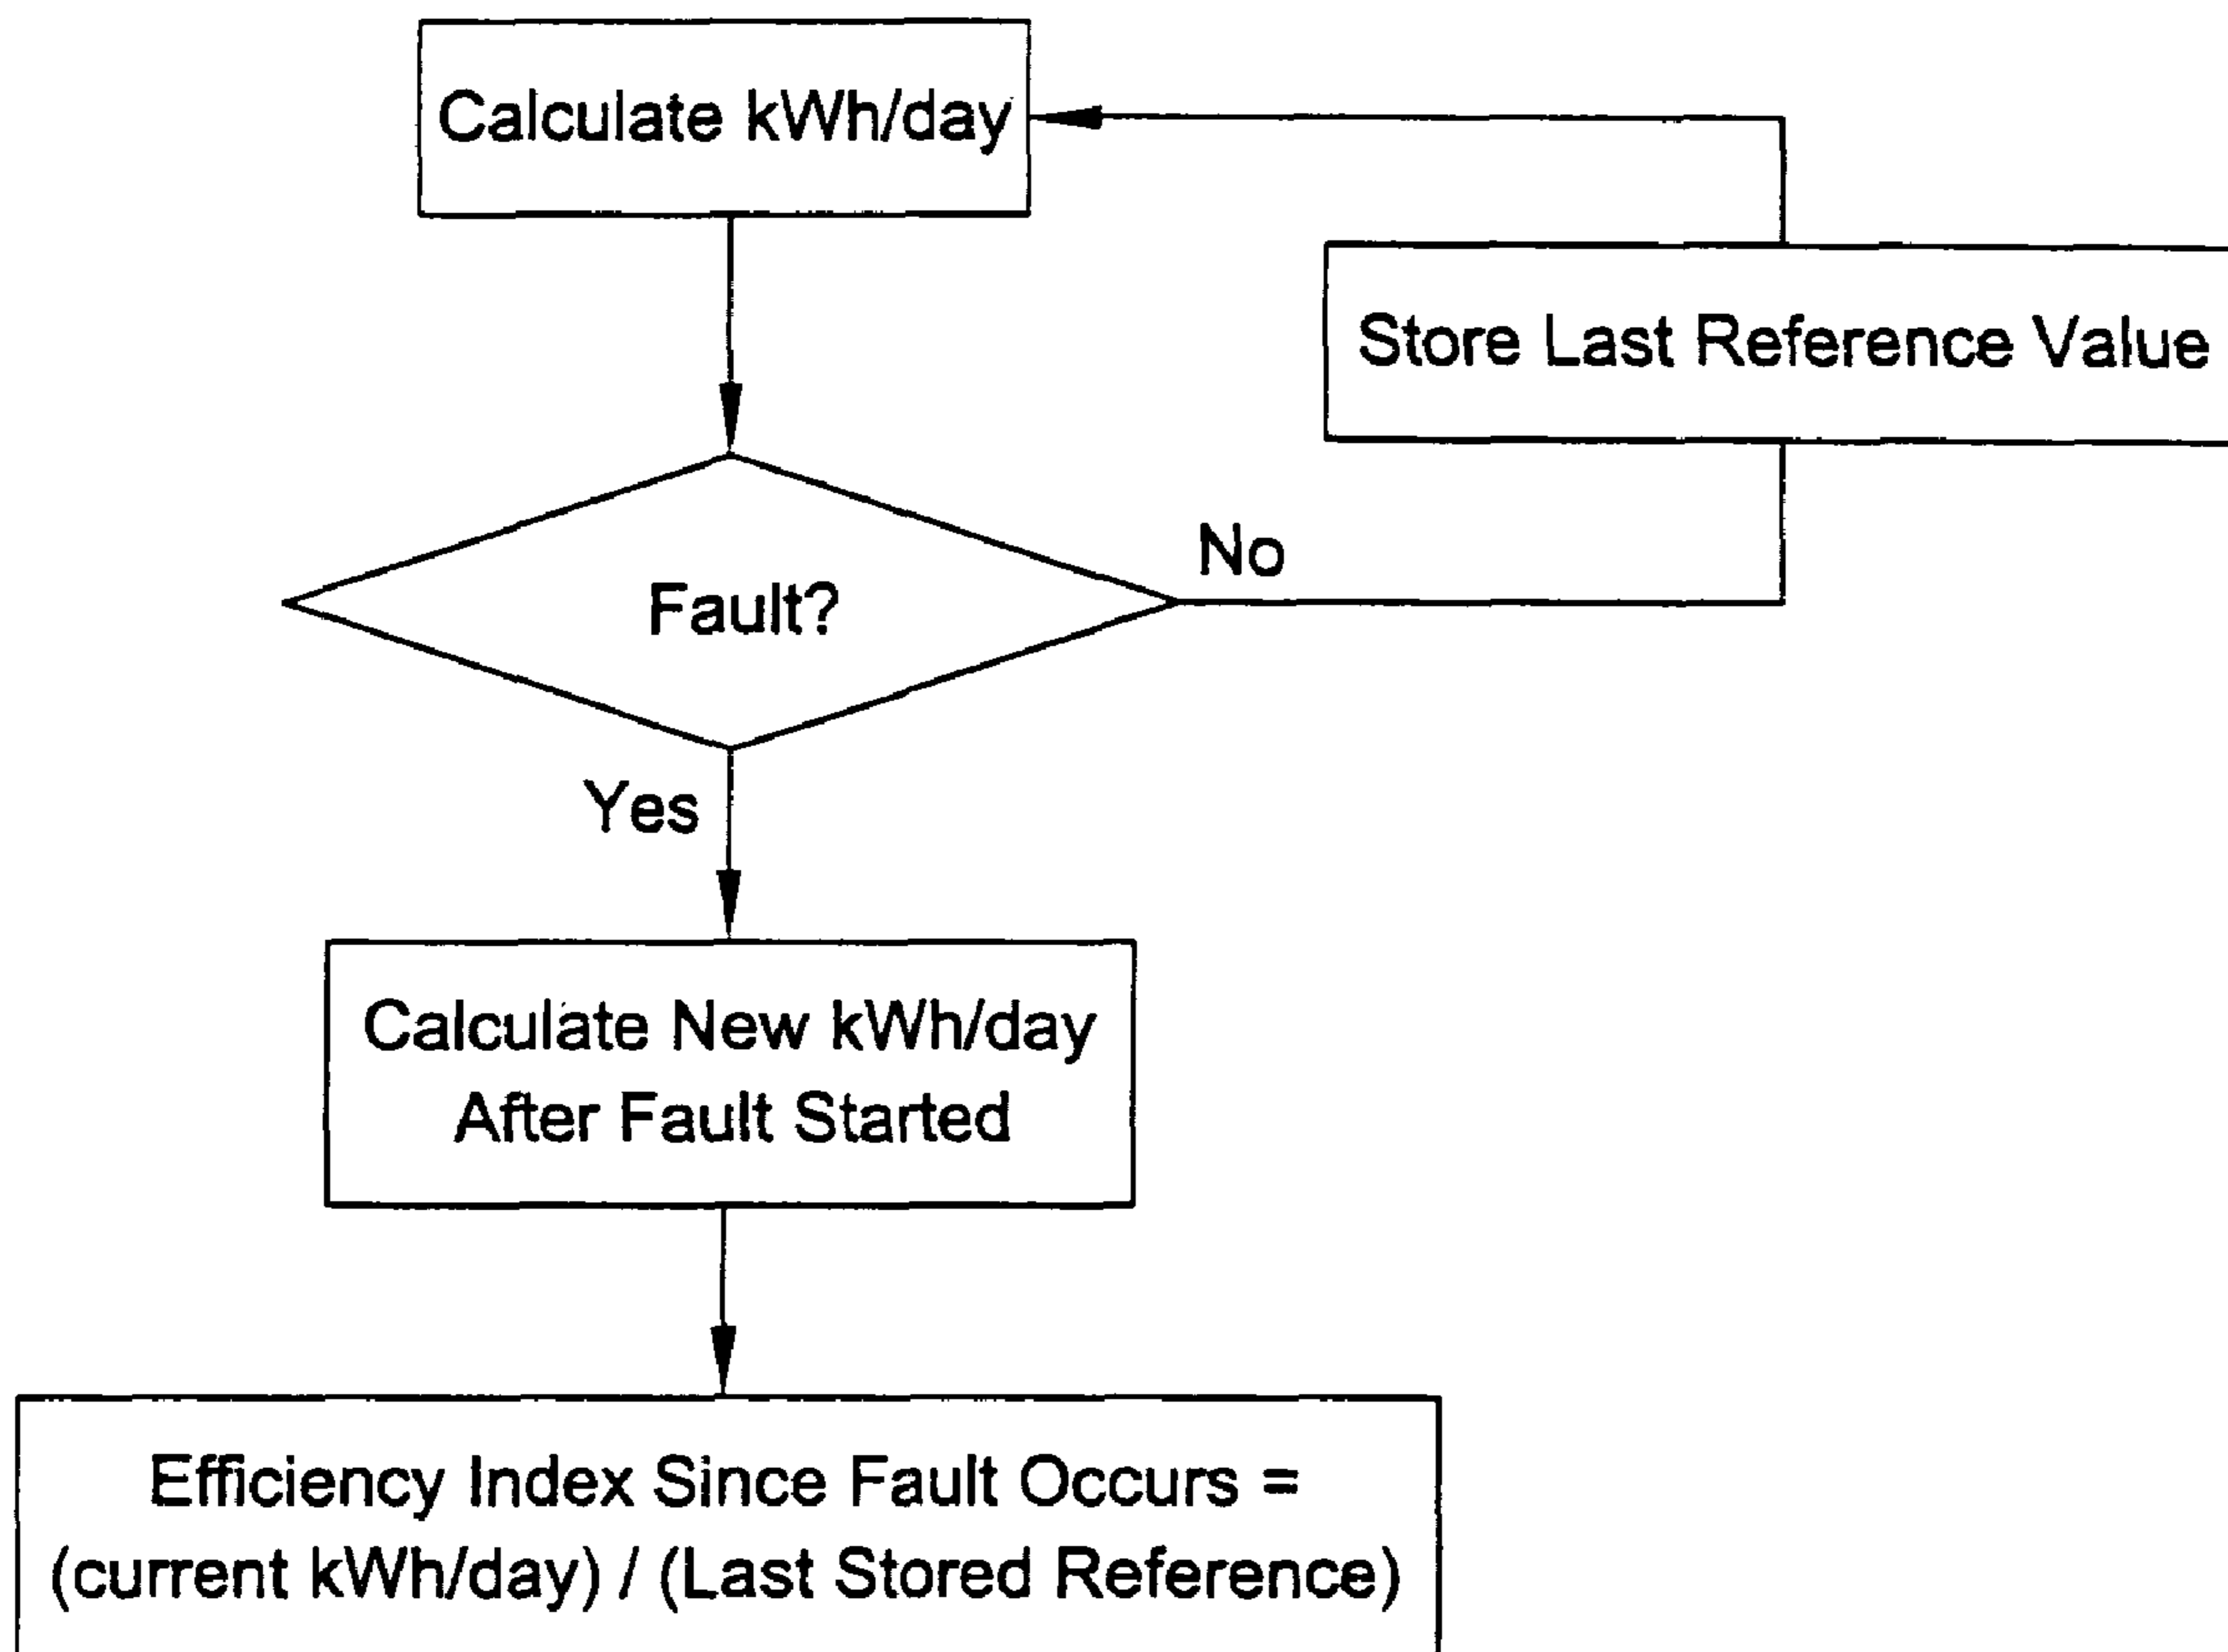 Calculate kWh/day
Store Last Reference Value
Fault?
No
Yes
Calculate New kWh/day
After Fault Started
Efficiency Index Since Fault Occurs =
(current kWh/day) / (Last Stored Reference)